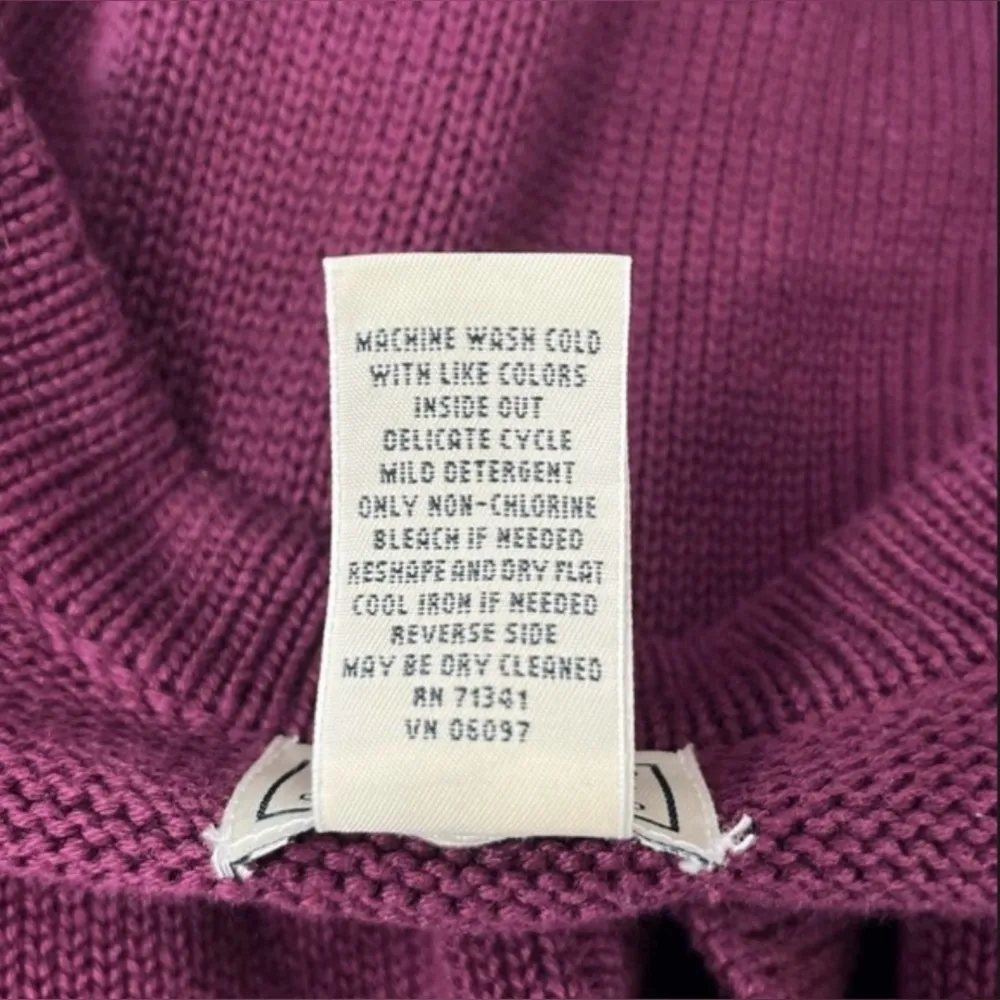 MACHINE WASH COLD
WITH LIKE COLORS
INSIDE OUT
DELICATE CYCLE
MILD DETERGENT
ONLY NON-CHLORINE
BLEACH IF NEEDED
RESHAPE AND DRY FLAT
COOL IRON IF NEEDED
REVERSE SIDE
MAY BE DRY CLEANED
RN 71341
VN 06097